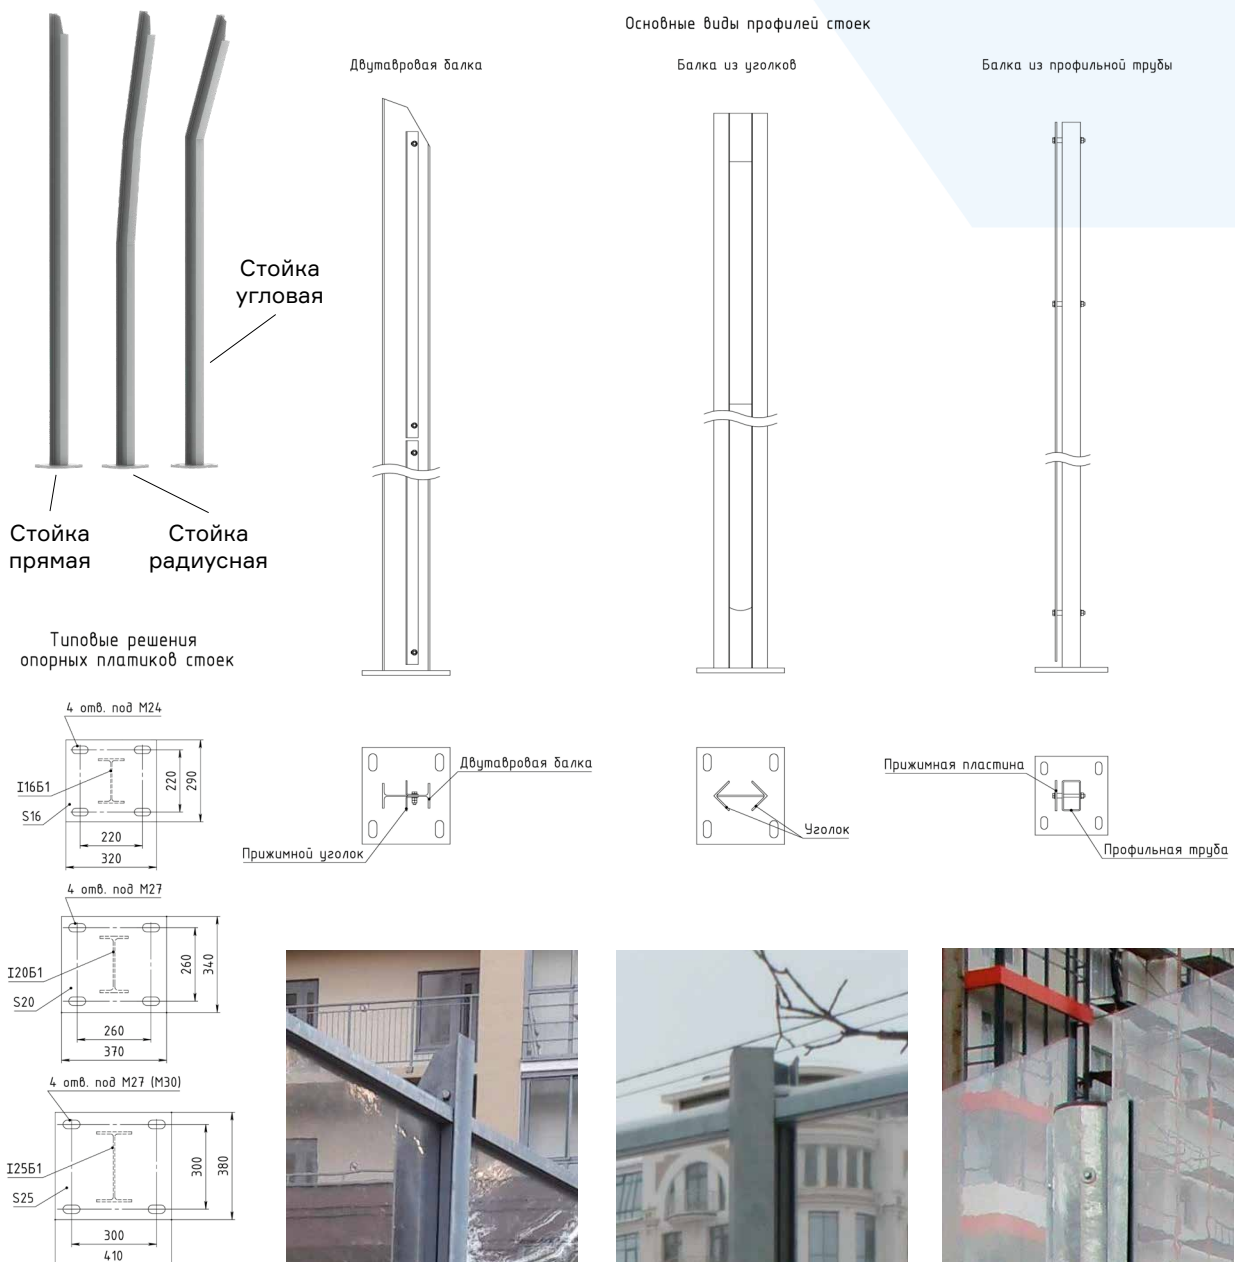 Основные виды профилей стоек
Двутавровая балка
Балка из уголков
Балка из профильной трубы
Стойка
угловая
Стойка
прямая
Стойка
радиусная
Типовые решения
опорных платиков стоек
4 отв. под М24
I16Б1
S16
220
290
220
320
4 отв. под М27
I20Б1
S20
260
340
260
370
4 отв. под М27 (М30)
I25Б1
S25
300
380
300
410
Двутавровая балка
Прижимной уголок
Уголок
Прижимная пластина
Профильная труба